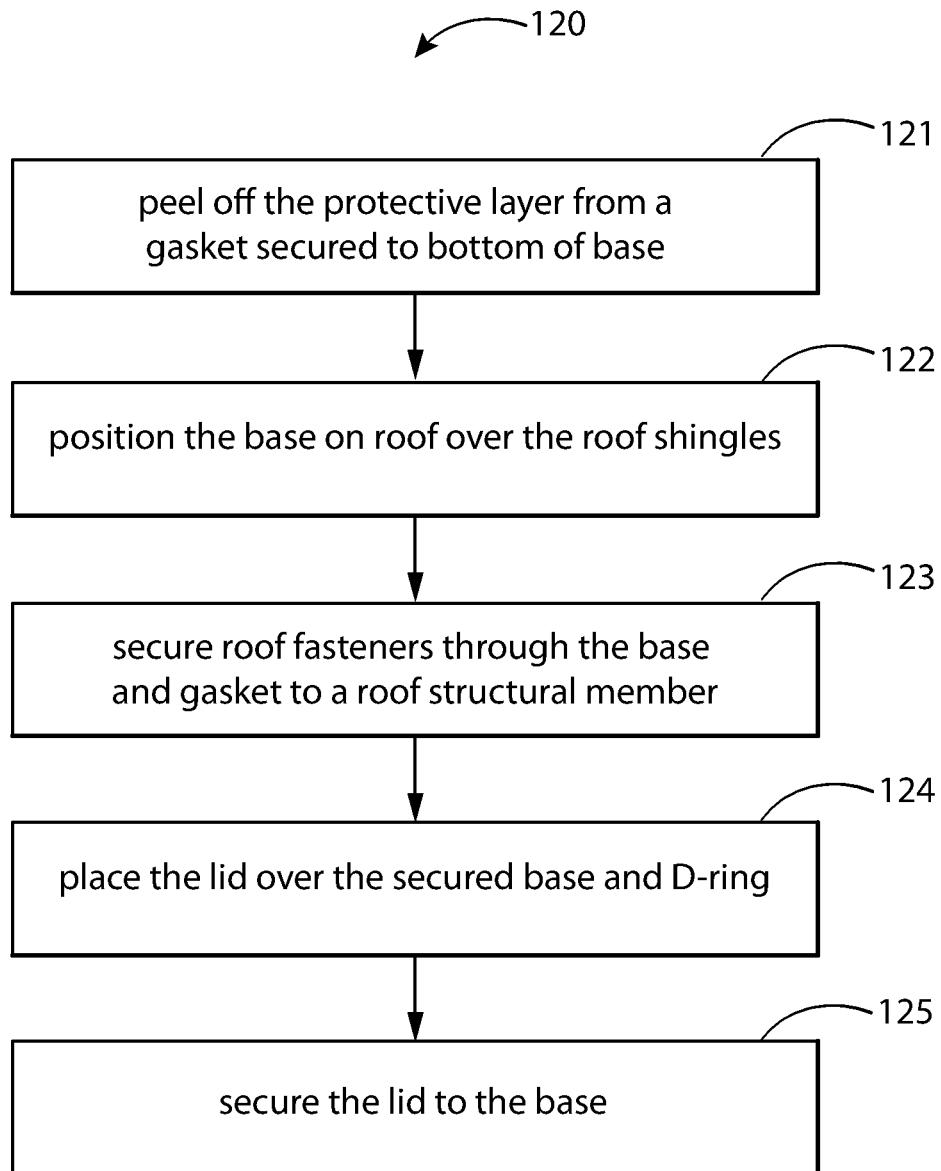 120
121
peel off the protective layer from a
gasket secured to bottom of base
122
position the base on roof over the roof shingles
123
secure roof fasteners through the base
and gasket to a roof structural member
124
place the lid over the secured base and D-ring
125
secure the lid to the base